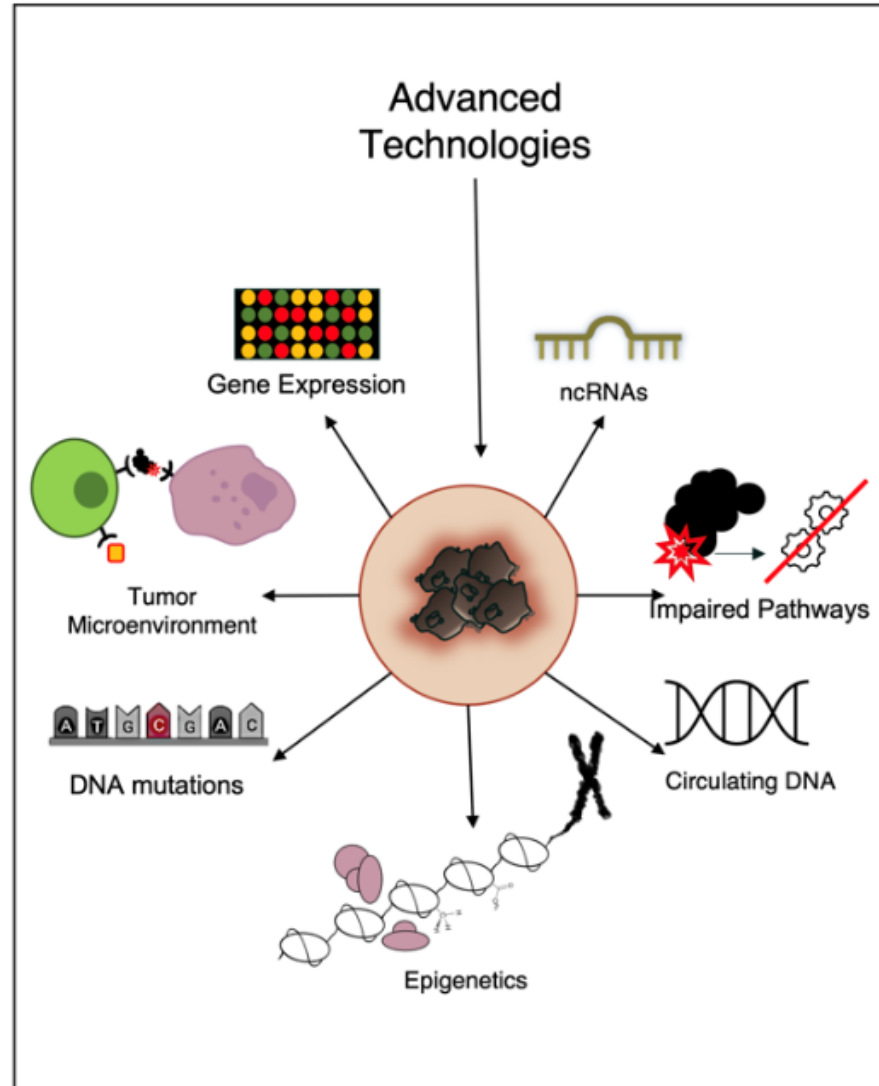 Advanced
Technologies
Gene Expression
ncRNAs
Tumor
Microenvironment
Impaired Pathways
A T G C G A C
DNA mutations
Circulating DNA
Epigenetics